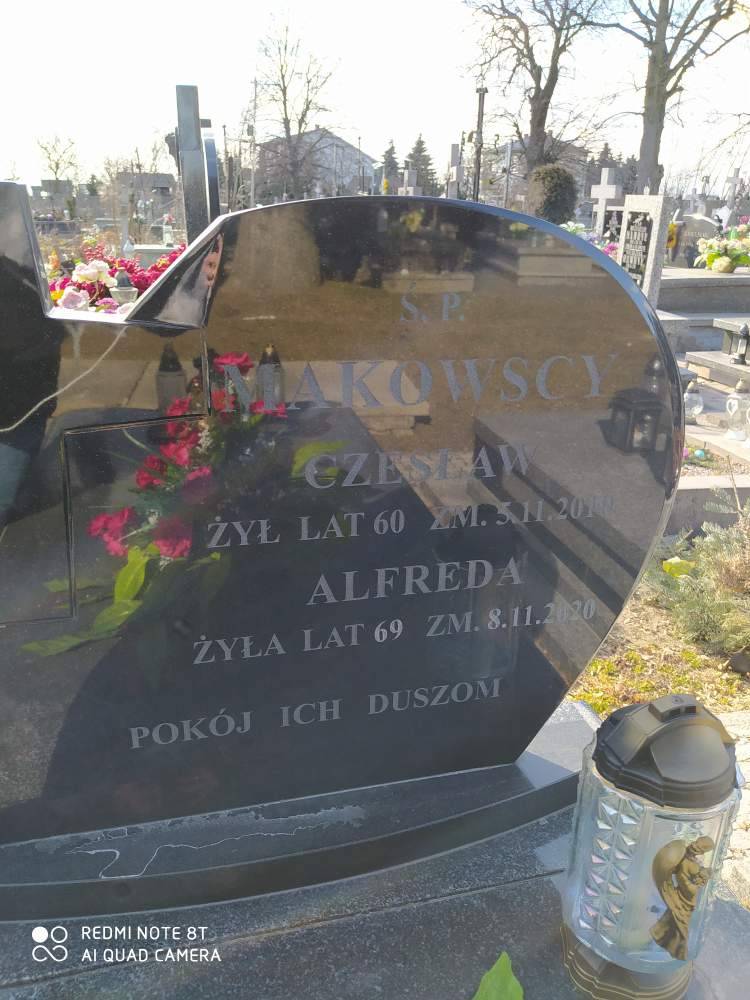 Ś. P.
MAKOWSCY
CZESŁAW
ŻYŁ LAT 60 ZM. 5.11.2010
ALFREDA
ŻYŁA LAT 69 ZM. 8.11.2020
POKÓJ ICH DUSZOM
REDMI NOTE 8T
AI QUAD CAMERA